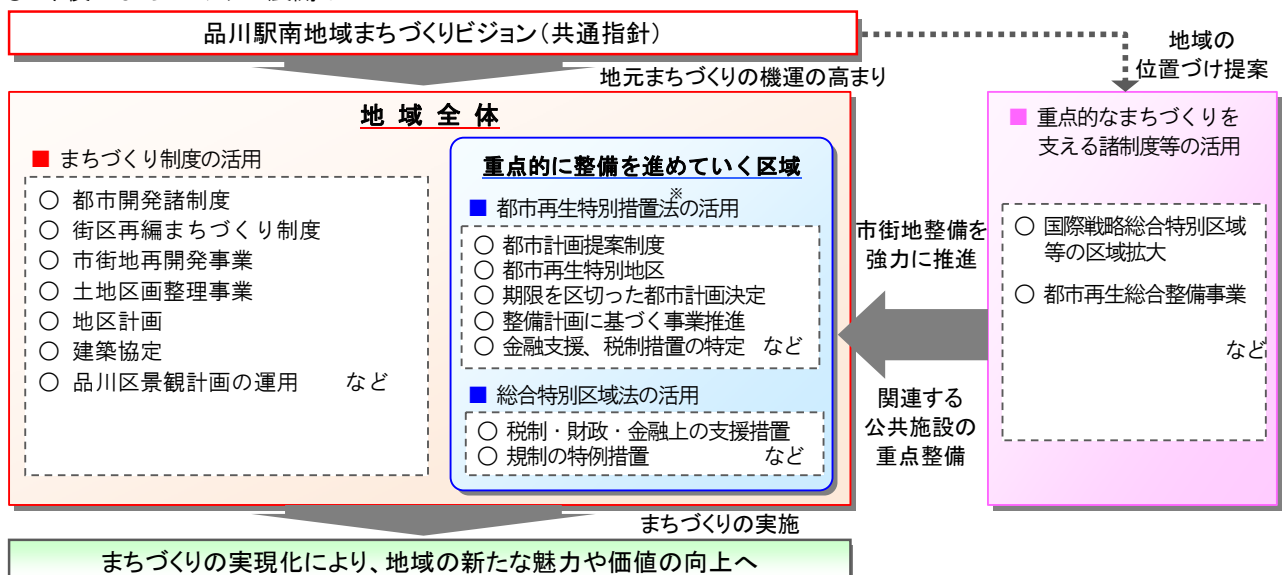 品川駅南地域まちづくりビジョン（共通指針）
地域の
位置づけ提案
地元まちづくりの機運の高まり
地域全体
■ まちづくり制度の活用
○ 都市開発諸制度
○ 街区再編まちづくり制度
○ 市街地再開発事業
○ 土地区画整理事業
○ 地区計画
○ 建築協定
○ 品川区景観計画の運用 など
重点的に整備を進めていく区域
※
■ 都市再生特別措置法の活用
○ 都市計画提案制度
○ 都市再生特別地区
○ 期限を切った都市計画決定
○ 整備計画に基づく事業推進
○ 金融支援、税制措置の特定 など
■ 総合特別区域法の活用
○ 税制・財政・金融上の支援措置
○ 規制の特例措置 など
市街地整備を
強力に推進
関連する
公共施設の
重点整備
■ 重点的なまちづくりを
支える諸制度等の活用
○ 国際戦略総合特別区域
等の区域拡大
○ 都市再生総合整備事業
など
まちづくりの実施
まちづくりの実現化により、地域の新たな魅力や価値の向上へ